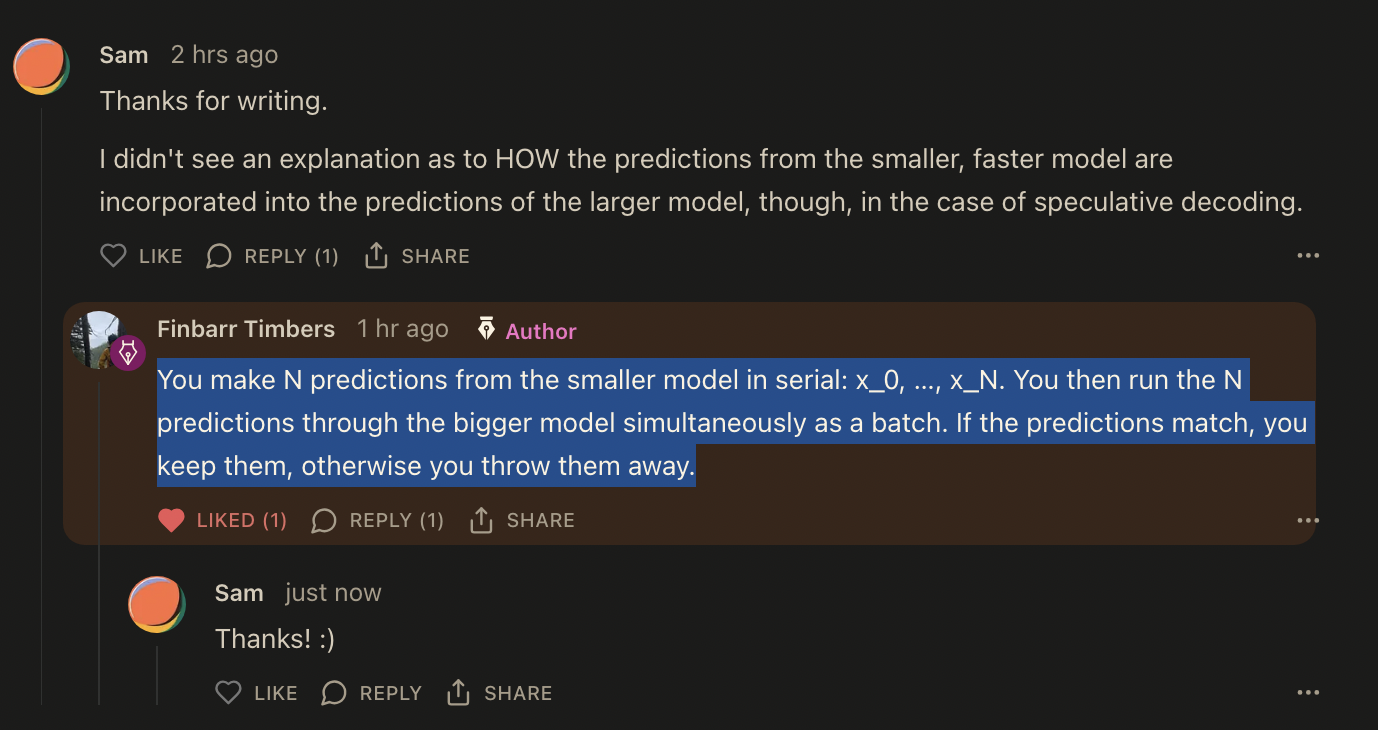 Sam 2 hrs ago
Thanks for writing.
I didn't see an explanation as to HOW the predictions from the smaller, faster model are
incorporated into the predictions of the larger model, though, in the case of speculative decoding.
LIKE REPLY (1) SHARE
Finbarr Timbers 1 hr ago Author
You make N predictions from the smaller model in serial: x_0, ..., x_N. You then run the N
predictions through the bigger model simultaneously as a batch. If the predictions match, you
keep them, otherwise you throw them away.
LIKED (1) REPLY (1) SHARE
Sam just now
Thanks! :)
LIKE REPLY SHARE